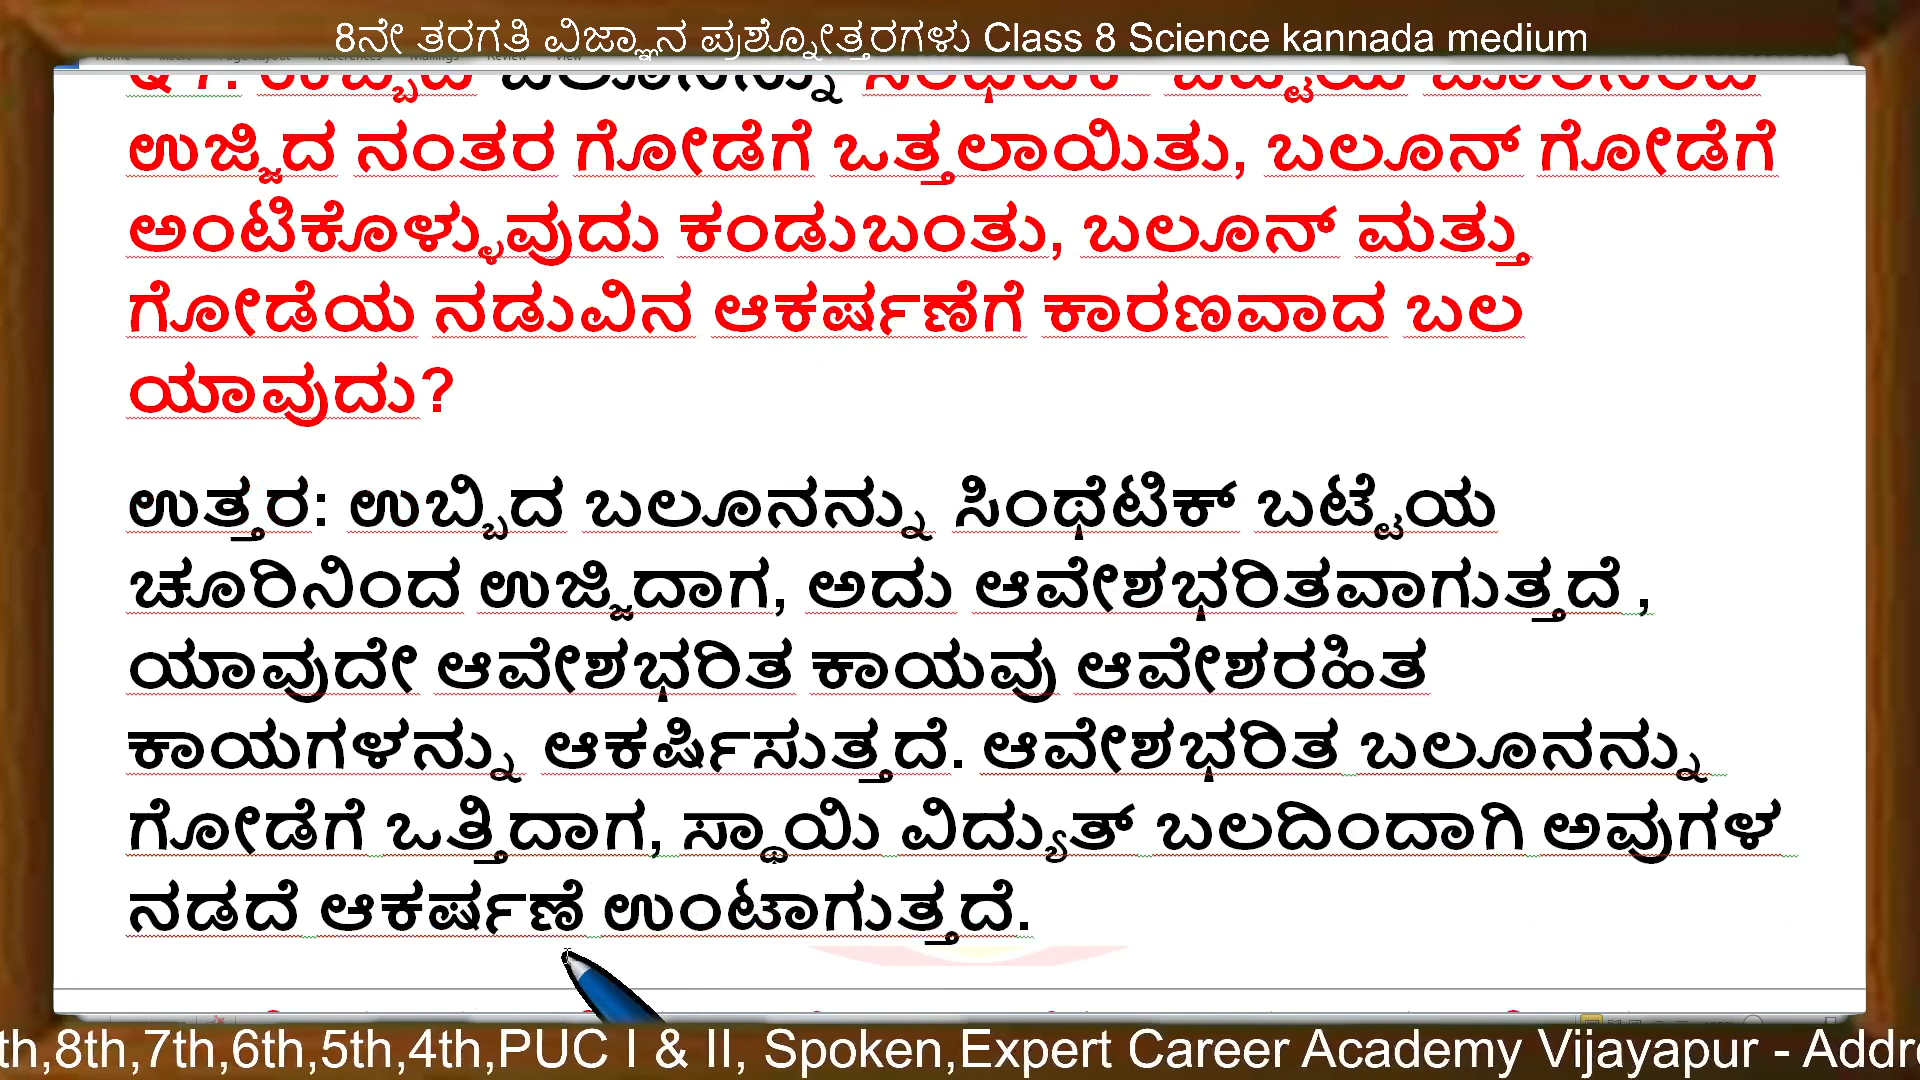 8ನೇ ತರಗತಿ ವಿಜ್ಞಾನ ಪ್ರಶ್ನೋತ್ತರಗಳು Class 8 Science kannada medium
ಉಜ್ಜಿದ ನಂತರ ಗೋಡೆಗೆ ಒತ್ತಲಾಯಿತು, ಬಲೂನ್ ಗೋಡೆಗೆ
ಅಂಟಿಕೊಳ್ಳುವುದು ಕಂಡುಬಂತು, ಬಲೂನ್ ಮತ್ತು
ಗೋಡೆಯ ನಡುವಿನ ಆಕರ್ಷಣೆಗೆ ಕಾರಣವಾದ ಬಲ
ಯಾವುದು?
ಉತ್ತರ: ಉಬ್ಬಿದ ಬಲೂನನನ್ನು ಸಿಂಥೆಟಿಕ್ ಬಟ್ಟೆಯ
ಚೂರಿನಿಂದ ಉಜ್ಜಿದಾಗ, ಅದು ಆವೇಶಭರಿತವಾಗುತ್ತದೆ ,
ಯಾವುದೇ ಆವೇಶಭರಿತ ಕಾಯವು ಆವೇಶರಹಿತ
ಕಾಯಗಳನ್ನು ಆಕರ್ಷಿಸುತ್ತದೆ. ಆವೇಶಭರಿತ ಬಲೂನನನ್ನು
ಗೋಡೆಗೆ ಒತ್ತಿದಾಗ, ಸ್ಥಾಯಿ ವಿದ್ಯುತ್ ಬಲದಿಂದಾಗಿ ಅವುಗಳ
ನಡದೆ ಆಕರ್ಷಣೆ ಉಂಟಾಗುತ್ತದೆ.
th,8th,7th,6th,5th,4th,PUC I & II, Spoken,Expert Career Academy Vijayapur - Addre